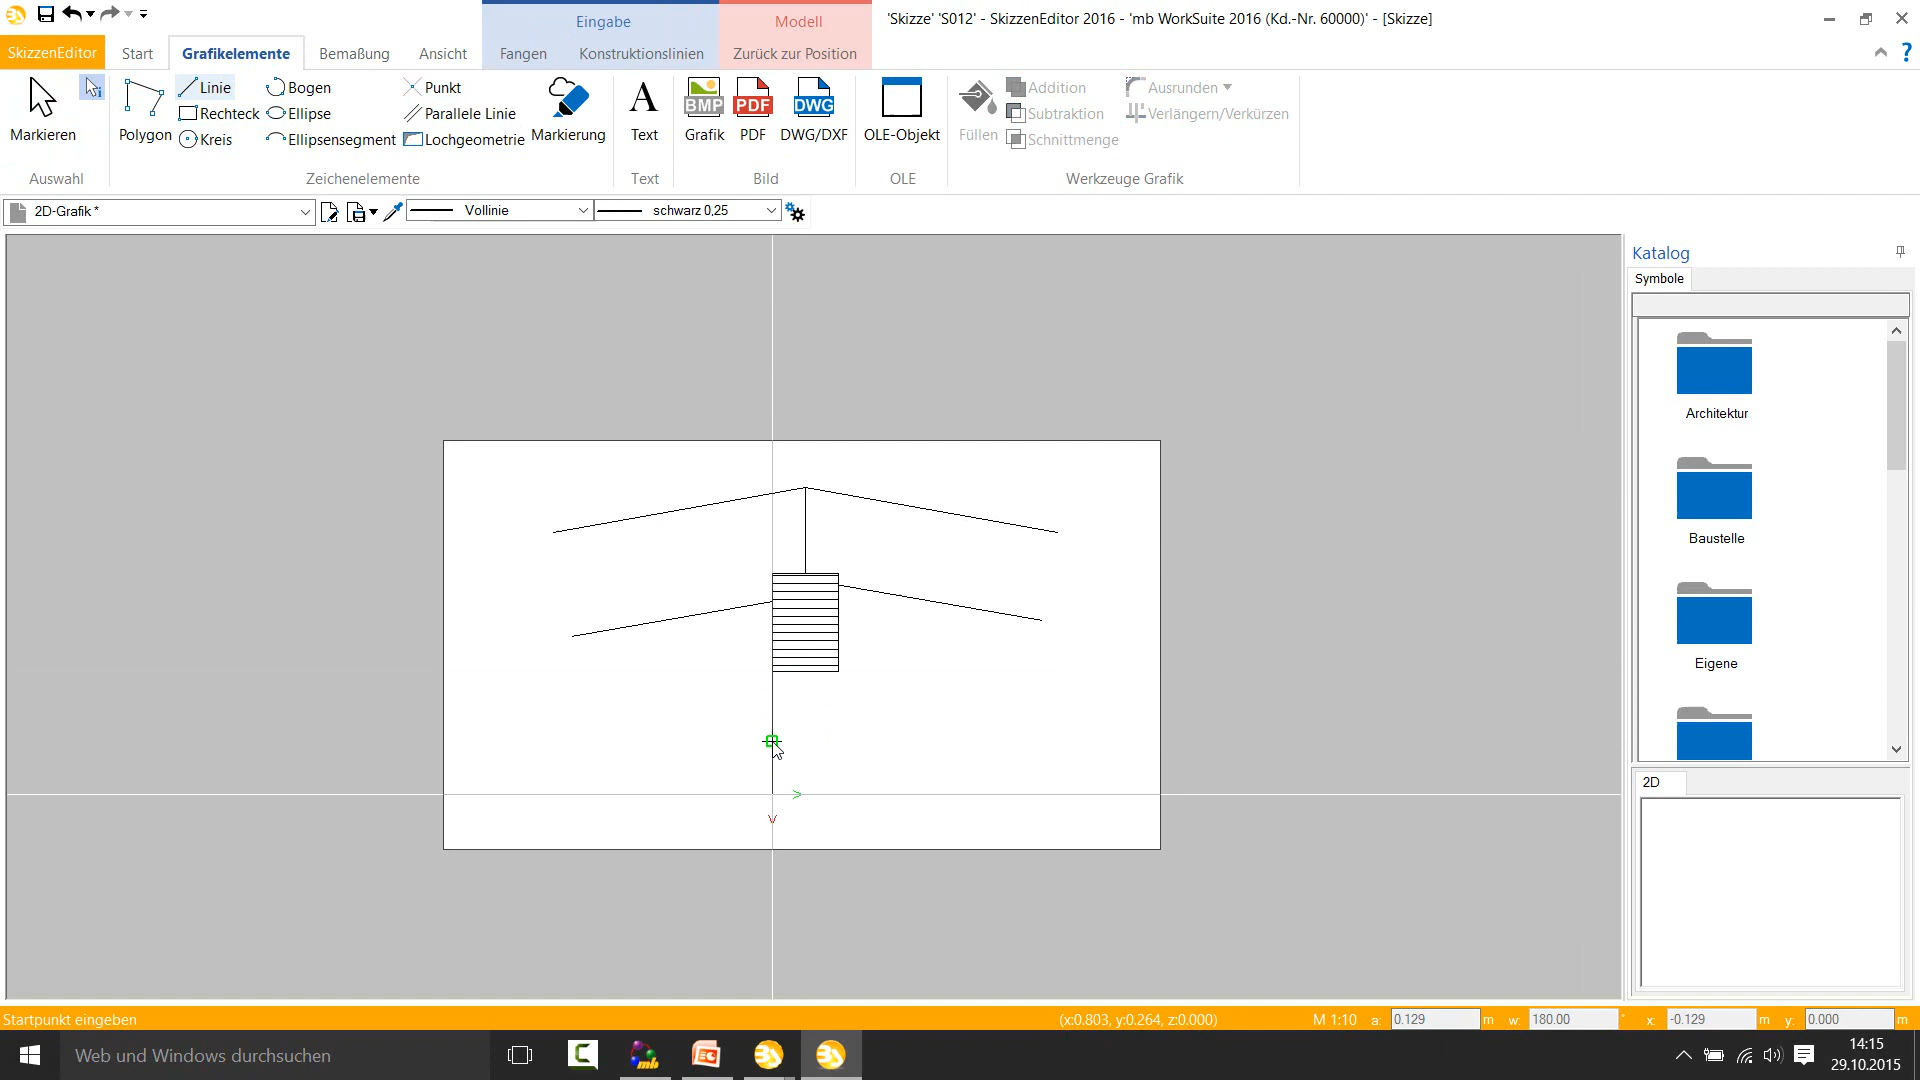 Eingabe
Modell
'Skizze' 'S012' - SkizzenEditor 2016 - 'mb WorkSuite 2016 (Kd.-Nr. 60000)' - [Skizze]
SkizzenEditor
Start
Grafikelemente
Bemaßung
Ansicht
Fangen
Konstruktionslinien
Zurück zur Position
?
Markieren
Auswahl
Polygon
Linie
Rechteck
Kreis
Bogen
Ellipse
Ellipsensegment
Punkt
Parallele Linie
Lochgeometrie
Markierung
Zeichenelemente
A
Text
Text
BMP
Grafik
PDF
PDF
DWG
DWG/DXF
Bild
OLE-Objekt
OLE
Füllen
Addition
Subtraktion
Schnittmenge
Ausrunden
Verlängern/Verkürzen
Werkzeuge Grafik
2D-Grafik *
Vollinie
schwarz 0,25
Katalog
Symbole
Architektur
Baustelle
Eigene
2D
Startpunkt eingeben
(x:0.803, y:0.264, z:0.000)
M 1:10
a: 0.129 m
w: 180.00 °
x: -0.129 m
y: 0.000 m
Web und Windows durchsuchen
C
mb
14:15
29.10.2015